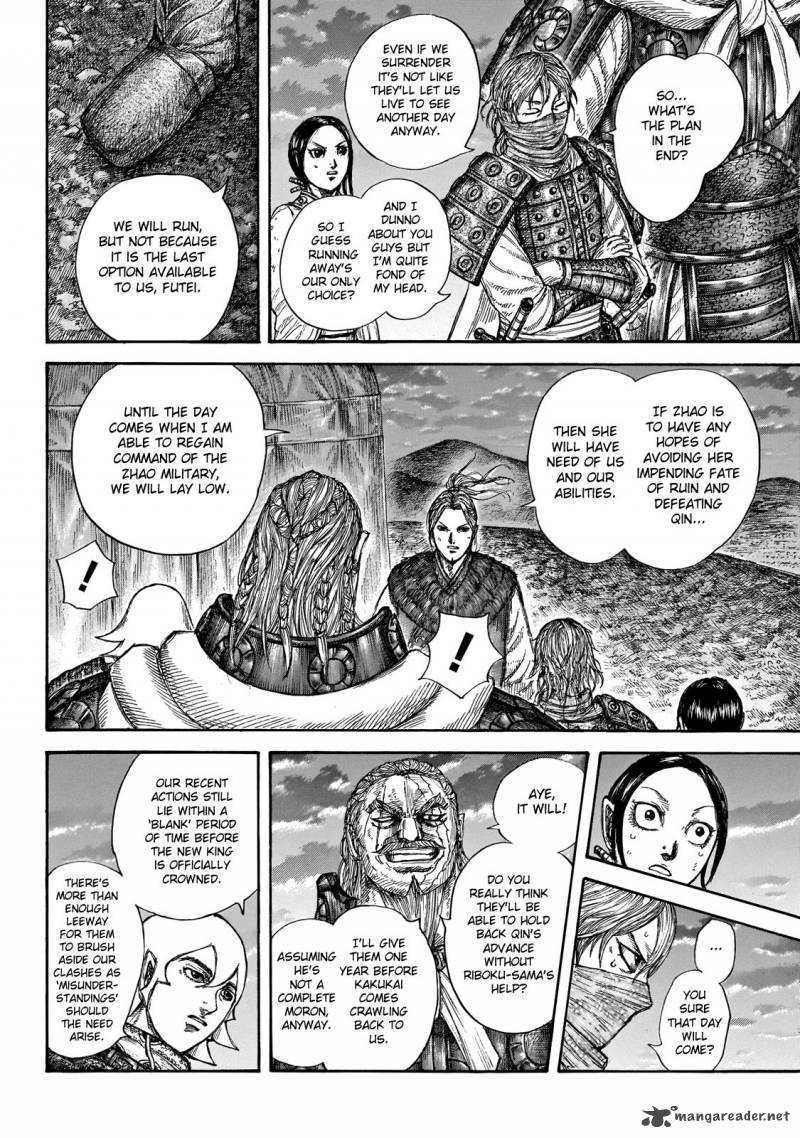 SO...
WHAT'S
THE PLAN
IN THE
END?
EVEN IF WE
SURRENDER
IT'S NOT LIKE
THEY'LL LET US
LIVE TO SEE
ANOTHER DAY
ANYWAY.
AND I
DUNNO
ABOUT YOU
GUYS BUT
I'M QUITE
FOND OF
MY HEAD.
SO I
GUESS
RUNNING
AWAY'S
OUR ONLY
CHOICE?
WE WILL RUN,
BUT NOT BECAUSE
IT IS THE LAST
OPTION AVAILABLE
TO US, FUTEI.
IF ZHAO IS
TO HAVE ANY
HOPES OF
AVOIDING HER
IMPENDING FATE
OF RUIN AND
DEFEATING
QIN...
THEN SHE
WILL HAVE
NEED OF US
AND OUR
ABILITIES.
UNTIL THE DAY
COMES WHEN I AM
ABLE TO REGAIN
COMMAND OF THE
ZHAO MILITARY,
WE WILL LAY LOW.
!
!
...
YOU
SURE
THAT DAY
WILL
COME?
AYE,
IT WILL!
DO YOU
REALLY THINK
THEY'LL BE
ABLE TO HOLD
BACK QIN'S
ADVANCE
WITHOUT
RIBOKU-SAMA'S
HELP?
I'LL GIVE
THEM ONE
YEAR BEFORE
KAKUKAI
COMES
CRAWLING
BACK TO
US.
ASSUMING
HE'S
NOT A
COMPLETE
MORON,
ANYWAY.
OUR RECENT
ACTIONS STILL
LIE WITHIN A
'BLANK' PERIOD
OF TIME BEFORE
THE NEW KING
IS OFFICIALLY
CROWNED.
THERE'S
MORE THAN
ENOUGH
LEEWAY
FOR THEM
TO BRUSH
ASIDE OUR
CLASHES AS
'MISUNDER-
STANDINGS'
SHOULD
THE NEED
ARISE.
mangareader.net